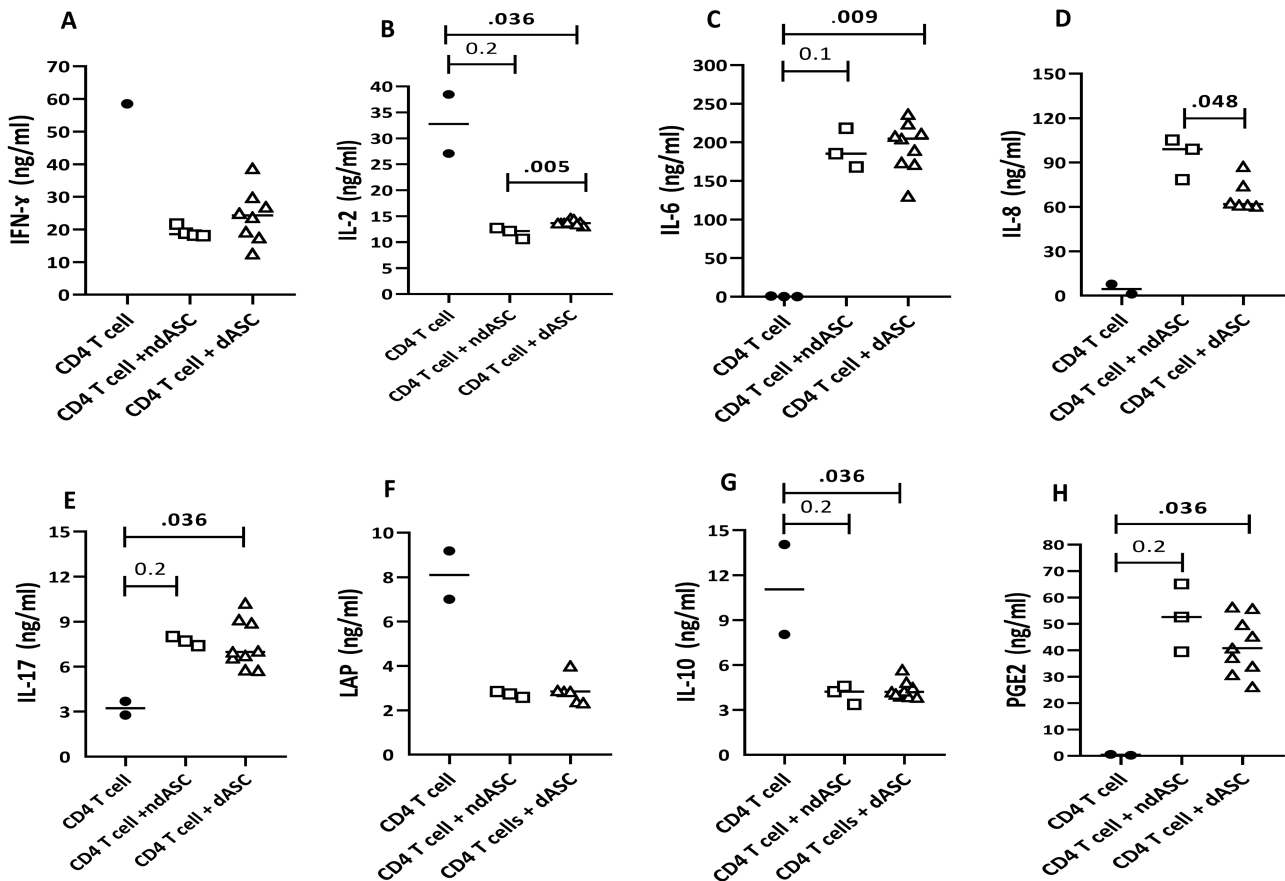 A
IFN-ɤ (ng/ml)
70
60
50
40
30
20
10
0
CD4 T cell
CD4 T cell +ndASC
CD4 T cell + dASC
B
.036
0.2
.005
IL-2 (ng/ml)
40
35
30
25
20
15
10
5
0
CD4 T cell
CD4 T cell + ndASC
CD4 T cell + dASC
C
.009
0.1
IL-6 (ng/ml)
300
250
200
150
100
50
0
CD4 T cell
CD4 T cell +ndASC
CD4 T cell + dASC
D
.048
IL-8 (ng/ml)
150
120
90
60
30
0
CD4 T cell
CD4 T cell + ndASC
CD4 T cell + dASC
E
.036
0.2
IL-17 (ng/ml)
15
12
9
6
3
0
CD4 T cell
CD4 T cell +ndASC
CD4 T cell + dASC
F
LAP (ng/ml)
10
8
6
4
2
0
CD4 T cell
CD4 T cell + ndASC
CD4 T cells + dASC
G
.036
0.2
IL-10 (ng/ml)
15
12
9
6
3
0
CD4 T cell
CD4 T cell + ndASC
CD4 T cells + dASC
H
.036
0.2
PGE2 (ng/ml)
80
70
60
50
40
30
20
10
0
CD4 T cell
CD4 T cell + ndASC
CD4 T cell + dASC